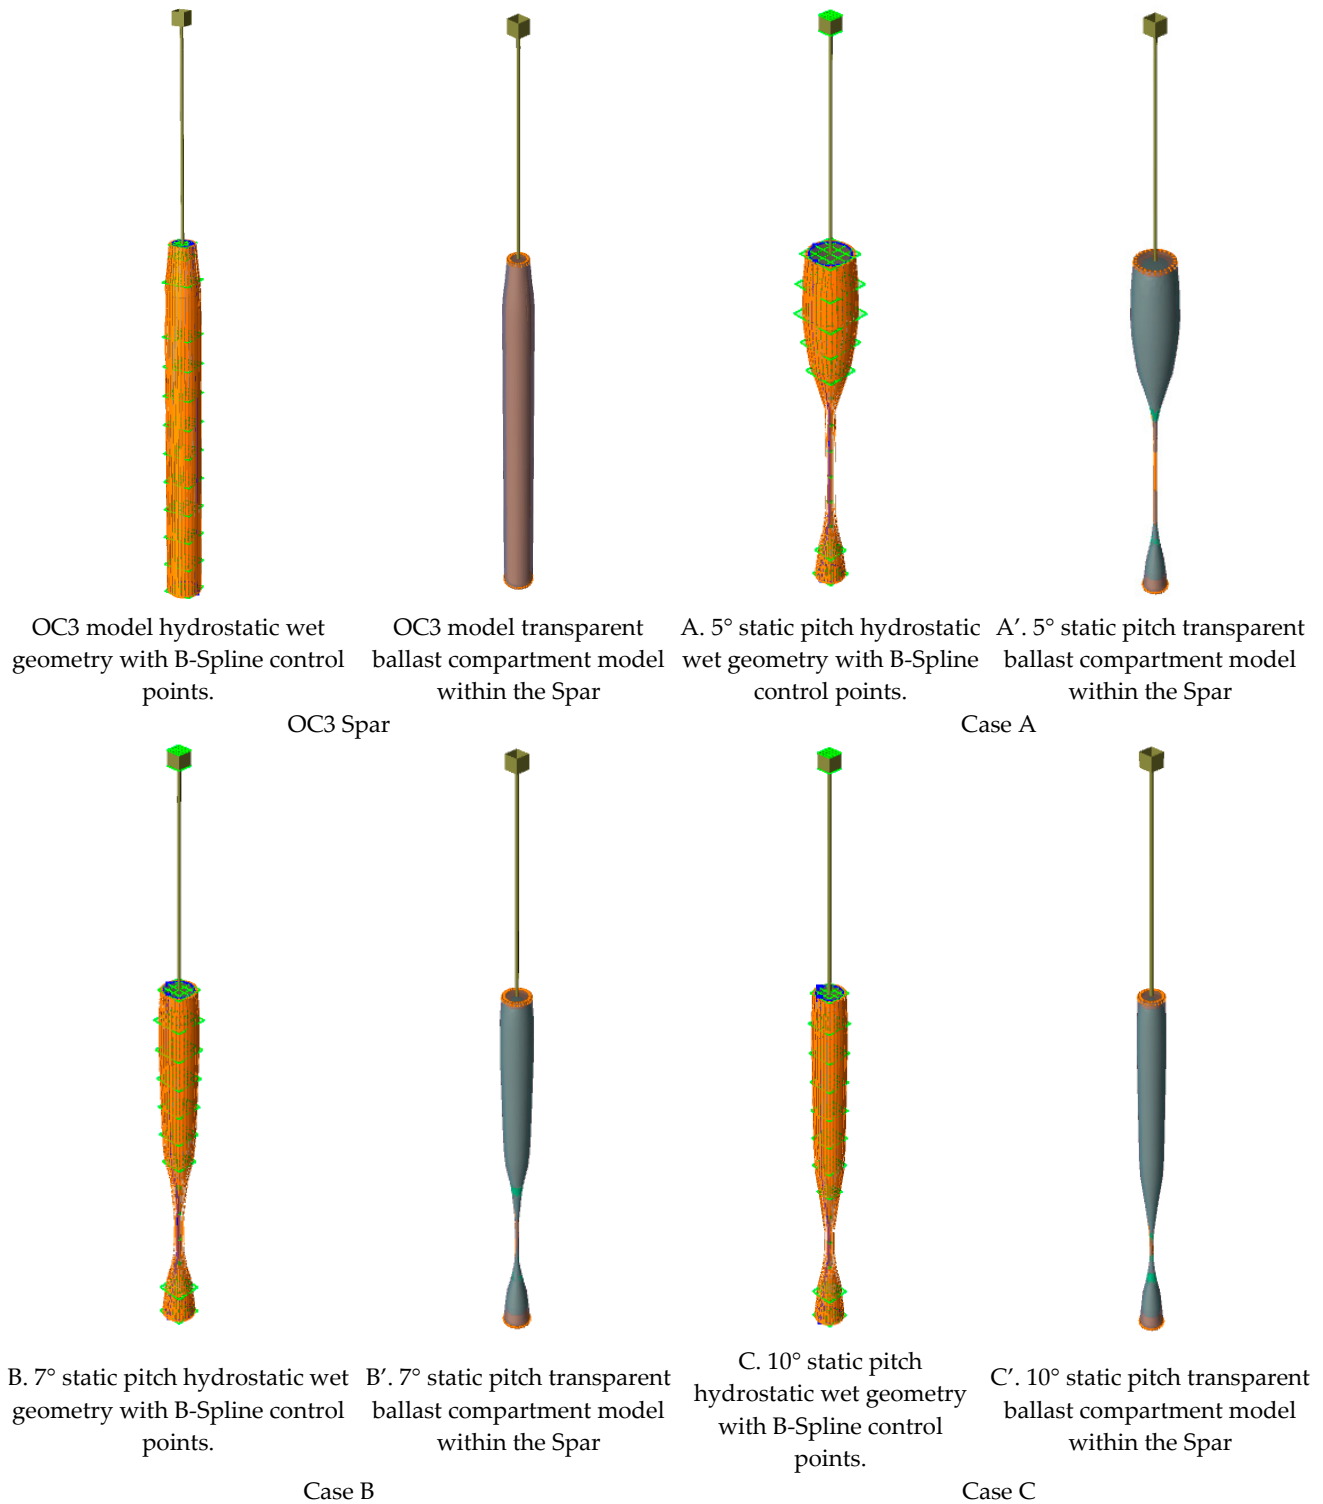 OC3 model hydrostatic wet
geometry with B-Spline control
points.
OC3 model transparent
ballast compartment model
within the Spar
OC3 Spar
A. 5° static pitch hydrostatic
wet geometry with B-Spline
control points.
A′. 5° static pitch transparent
ballast compartment model
within the Spar
Case A
B. 7° static pitch hydrostatic wet
geometry with B-Spline control
points.
B′. 7° static pitch transparent
ballast compartment model
within the Spar
Case B
C. 10° static pitch
hydrostatic wet geometry
with B-Spline control
points.
C′. 10° static pitch transparent
ballast compartment model
within the Spar
Case C